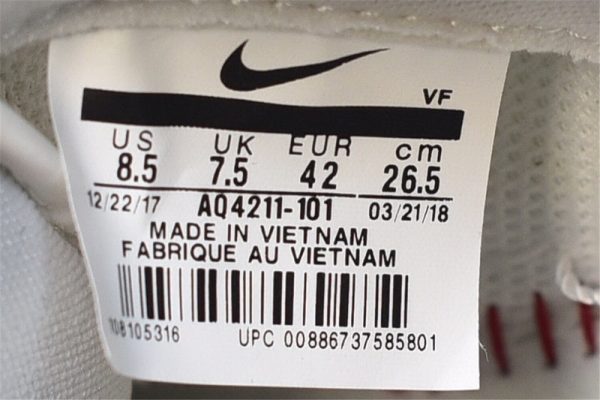 VF
US UK EUR cm
8.5 7.5 42 26.5
12/22/17 AQ4211-101 03/21/18
MADE IN VIETNAM
FABRIQUE AU VIETNAM
108105316 UPC 00886737585801